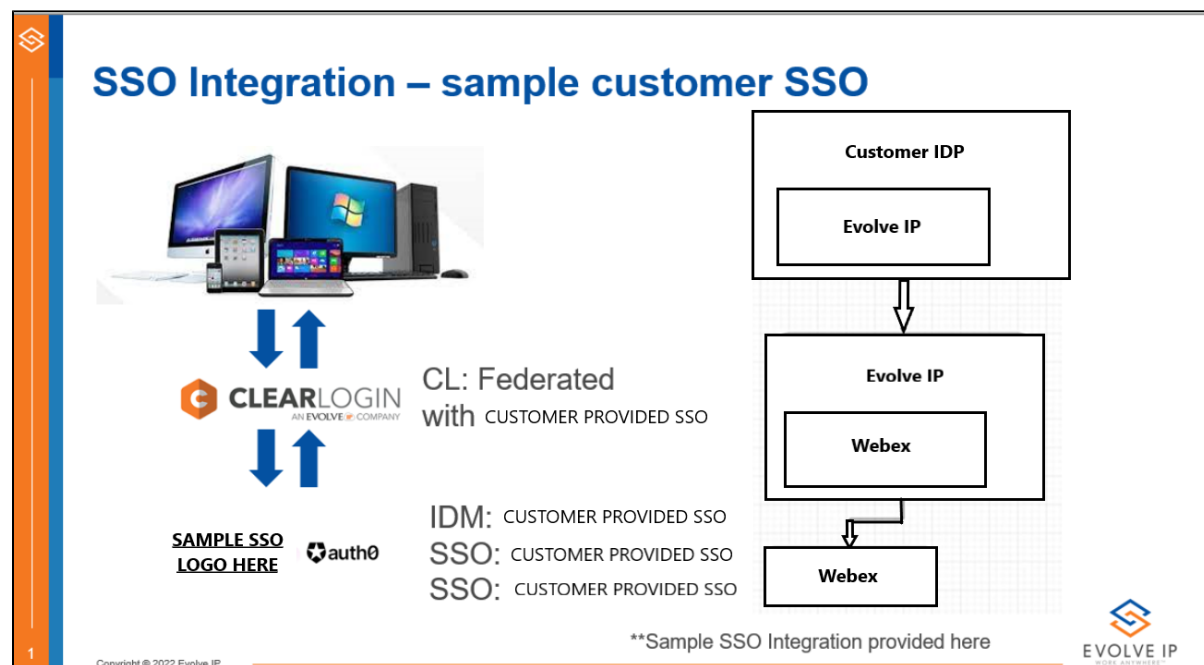 SSO Integration – sample customer SSO
CLEARLOGIN
AN EVOLVE IP COMPANY
CL: Federated
with CUSTOMER PROVIDED SSO
SAMPLE SSO
LOGO HERE
auth0
IDM: CUSTOMER PROVIDED SSO
SSO: CUSTOMER PROVIDED SSO
SSO: CUSTOMER PROVIDED SSO
Customer IDP
Evolve IP
Evolve IP
Webex
Webex
**Sample SSO Integration provided here
EVOLVE IP
WORK ANYWHERE™
1
Copyright © 2022 Evolve IP